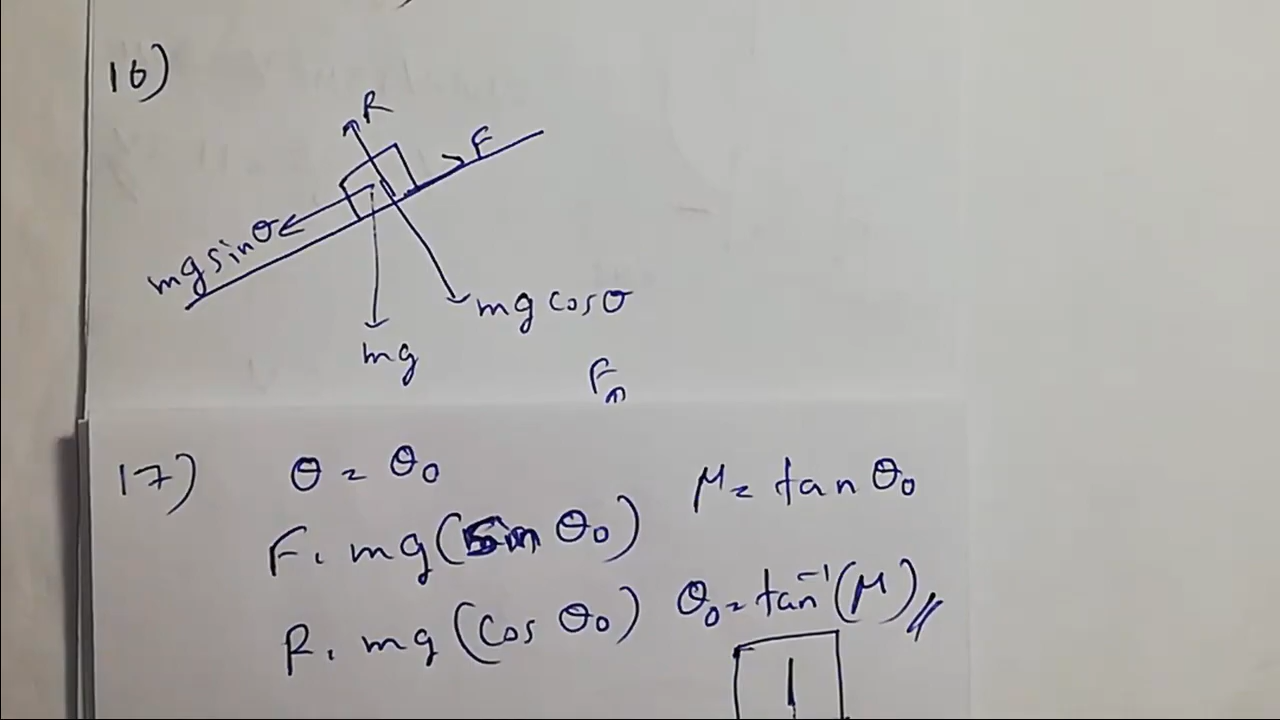 16)
R
F
mg sinθ
mg cosθ
mg
F
17) θ = θ₀
μ = tan θ₀
F = mg (sin θ₀)
θ₀ = tan⁻¹(μ)
R = mg (cos θ₀)